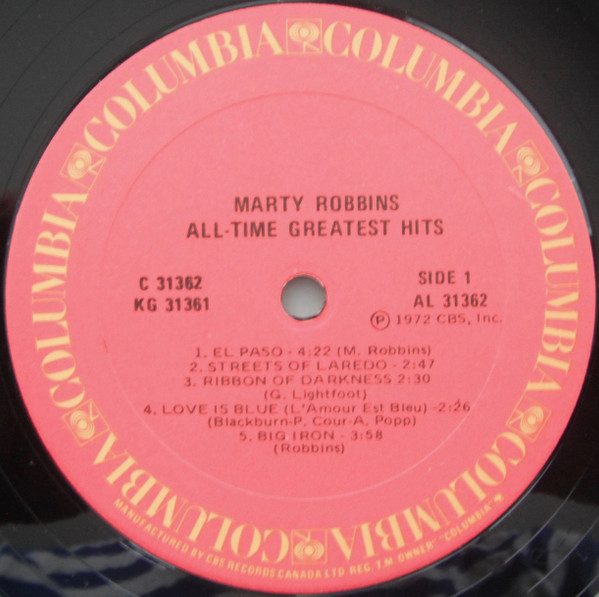 COLUMBIA COLUMBIA COLUMBIA COLUMBIA COLUMBIA COLUMBIA
MARTY ROBBINS
ALL-TIME GREATEST HITS
C 31362
KG 31361
SIDE 1
AL 31362
Ⓟ 1972 CBS, Inc.
1. EL PASO - 4:22 (M. Robbins)
2. STREETS OF LAREDO - 2:47
3. RIBBON OF DARKNESS 2:30
(G. Lightfoot)
4. LOVE IS BLUE (L'Amour Est Bleu) -2:26
(Blackburn-P. Cour-A. Popp)
5. BIG IRON - 3:58
(Robbins)
MANUFACTURED BY CBS RECORDS CANADA LTD. REG. T.M. OWNER "COLUMBIA"